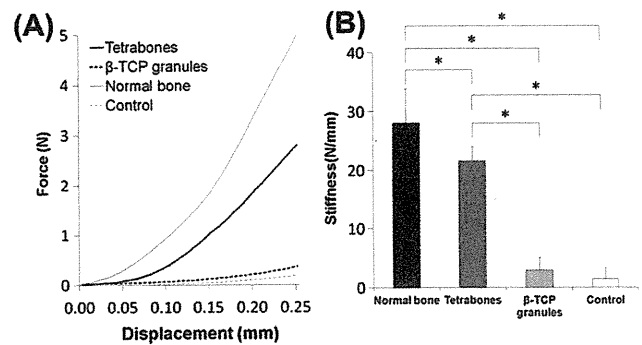 (A)
Tetrabones
β-TCP granules
Normal bone
Control
5
4
3
2
1
0
Force (N)
0.00 0.05 0.10 0.15 0.20 0.25
Displacement (mm)
(B)
* 
*
*
*
*
40
30
20
10
0
Stiffness(N/mm)
Normal bone Tetrabones β-TCP granules Control